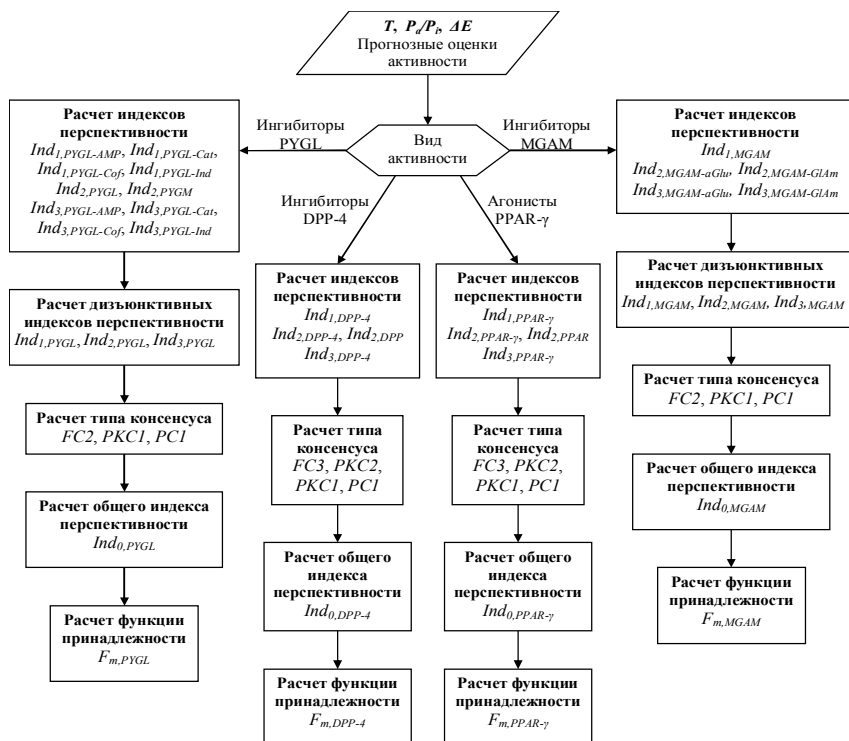 T, Pa/Pi, ΔE
Прогнозные оценки
активности
Вид
активности
Ингибиторы
PYGL
Ингибиторы
MGAM
Ингибиторы
DPP-4
Агонисты
PPAR-γ
Расчет индексов
перспективности
Ind1,PYGL-AMP, Ind1,PYGL-Cat,
Ind1,PYGL-Cof, Ind1,PYGL-Ind
Ind2,PYGL, Ind2,PYGM
Ind3,PYGL-AMP, Ind3,PYGL-Cat,
Ind3,PYGL-Cof, Ind3,PYGL-Ind
Расчет дизъюнктивных
индексов перспективности
Ind1,PYGL, Ind2,PYGL, Ind3,PYGL
Расчет типа консенсуса
FC2, PKC1, PC1
Расчет общего индекса
перспективности
Ind0,PYGL
Расчет функции
принадлежности
Fm,PYGL
Расчет индексов
перспективности
Ind1,DPP-4
Ind2,DPP-4, Ind2,DPP
Ind3,DPP-4
Расчет типа
консенсуса
FC3, PKC2,
PKC1, PC1
Расчет общего
индекса
перспективности
Ind0,DPP-4
Расчет функции
принадлежности
Fm,DPP-4
Расчет индексов
перспективности
Ind1,PPAR-γ
Ind2,PPAR-γ, Ind2,PPAR
Ind3,PPAR-γ
Расчет типа
консенсуса
FC3, PKC2,
PKC1, PC1
Расчет общего
индекса
перспективности
Ind0,PPAR-γ
Расчет функции
принадлежности
Fm,PPAR-γ
Расчет индексов
перспективности
Ind1,MGAM
Ind2,MGAM-aGlu, Ind2,MGAM-GlAm
Ind3,MGAM-aGlu, Ind3,MGAM-GlAm
Расчет дизъюнктивных
индексов перспективности
Ind1,MGAM, Ind2,MGAM, Ind3,MGAM
Расчет типа консенсуса
FC2, PKC1, PC1
Расчет общего индекса
перспективности
Ind0,MGAM
Расчет функции
принадлежности
Fm,MGAM